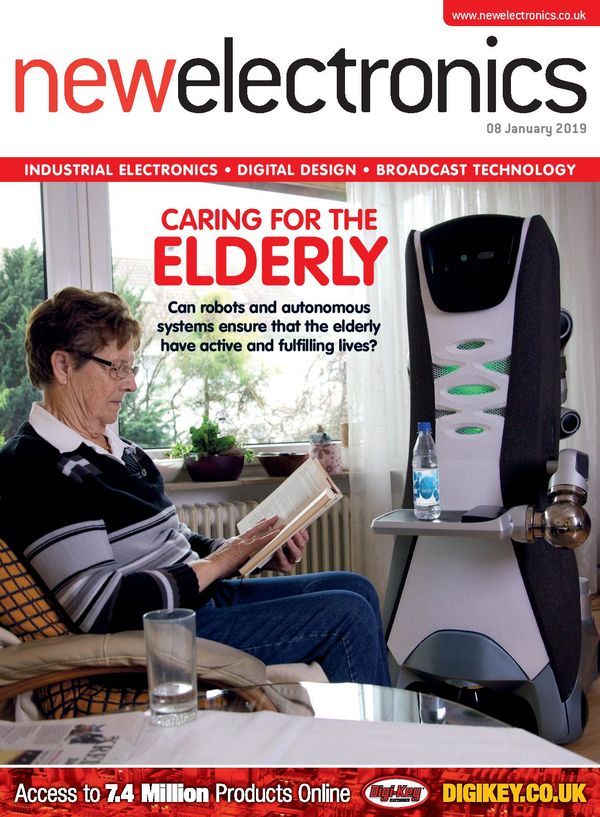 www.newelectronics.co.uk
newelectronics
08 January 2019
INDUSTRIAL ELECTRONICS • DIGITAL DESIGN • BROADCAST TECHNOLOGY
CARING FOR THE
ELDERLY
Can robots and autonomous
systems ensure that the elderly
have active and fulfilling lives?
Access to 7.4 Million Products Online
Digi-Key
ELECTRONICS
DIGIKEY.CO.UK